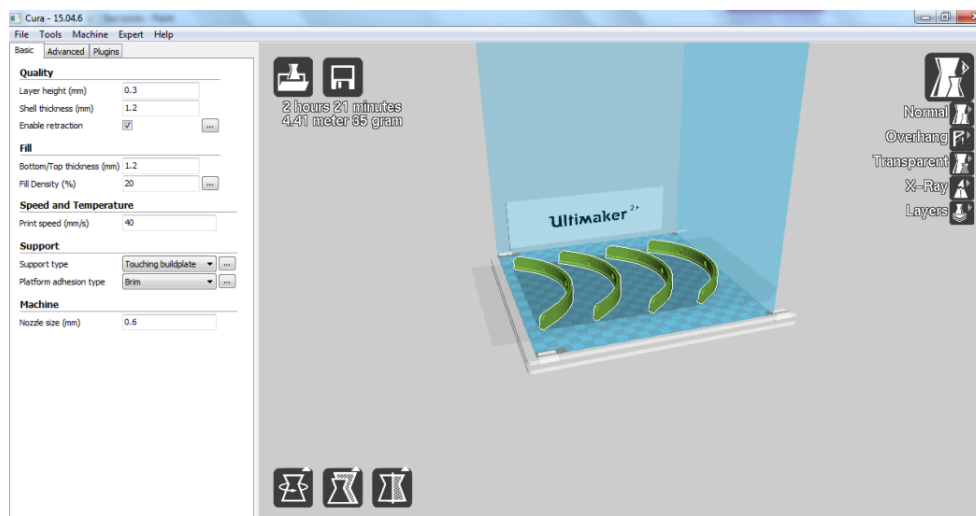 Cura - 15.04.6
File Tools Machine Expert Help
Basic Advanced Plugins
Quality
Layer height (mm) 0.3
Shell thickness (mm) 1.2
Enable retraction ...
Fill
Bottom/Top thickness (mm) 1.2
Fill Density (%) 20 ...
Speed and Temperature
Print speed (mm/s) 40
Support
Support type Touching buildplate ...
Platform adhesion type Brim ...
Machine
Nozzle size (mm) 0.6
2 hours 21 minutes
4.41 meter 35 gram
Ultimaker 2+
Normal
Overhang
Transparent
X-Ray
Layers